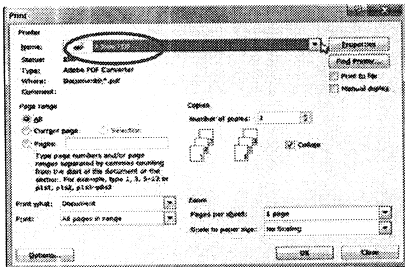 Print
Printer
Name: Adobe PDF Properties
Status: Find Printer...
Type: Adobe PDF Converter
Where: Documents\*.pdf Print to file
Comment: Manual duplex
Page range Copies
All Number of copies:
Current page Selection
Pages: Collate
Type page numbers and/or page
ranges separated by commas counting
from the start of the document or the
section. For example, type 1, 3, 5-12 or
p1s1, p1s2, p1s3-p8s3
Print what: Document Zoom
Print: All pages in range Pages per sheet: 1 page
Scale to paper size: No Scaling
Options... OK Close